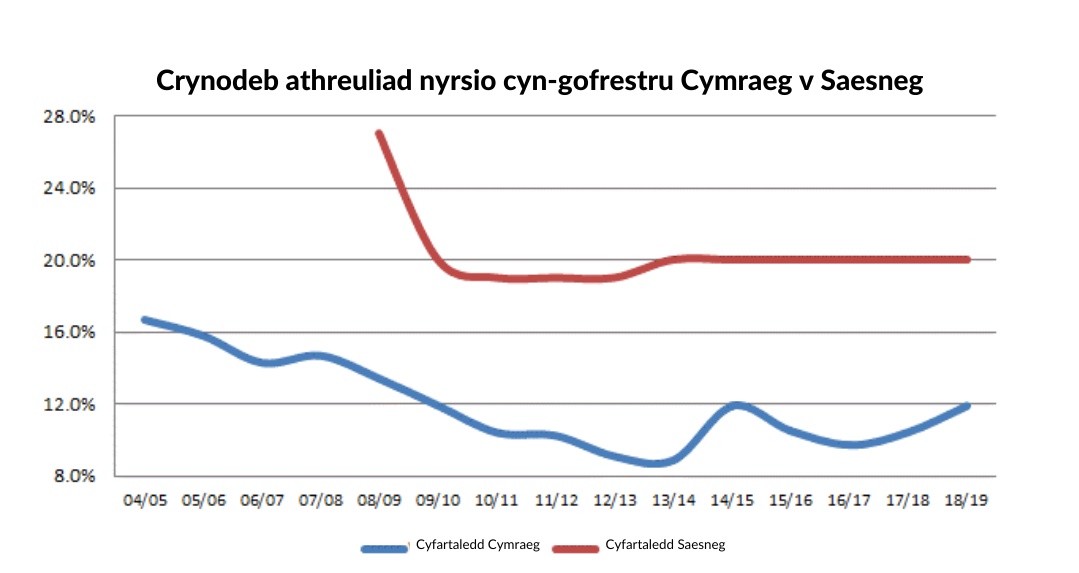 Crynodeb athreuliad nyrsio cyn-gofrestru Cymraeg v Saesneg
28.0%
24.0%
20.0%
16.0%
12.0%
8.0%
04/05 05/06 06/07 07/08 08/09 09/10 10/11 11/12 12/13 13/14 14/15 15/16 16/17 17/18 18/19
Cyfartaledd Cymraeg Cyfartaledd Saesneg